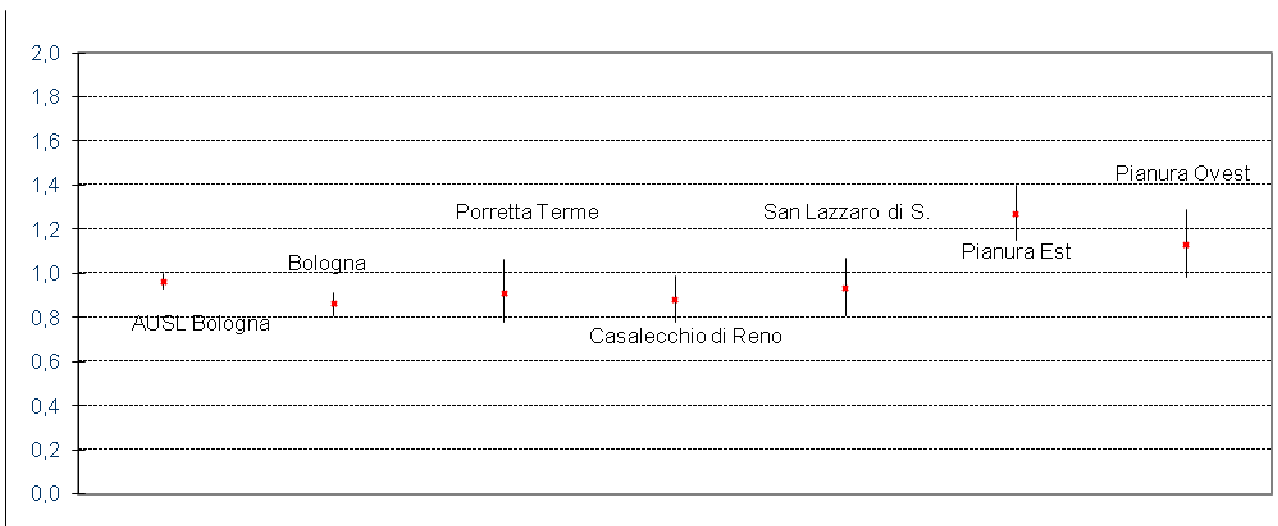 2,0
1,8
1,6
1,4
1,2
1,0
0,8
0,6
0,4
0,2
0,0
AUSL Bologna
Bologna
Porretta Terme
Casalecchio di Reno
San Lazzaro di S.
Pianura Est
Pianura Ovest